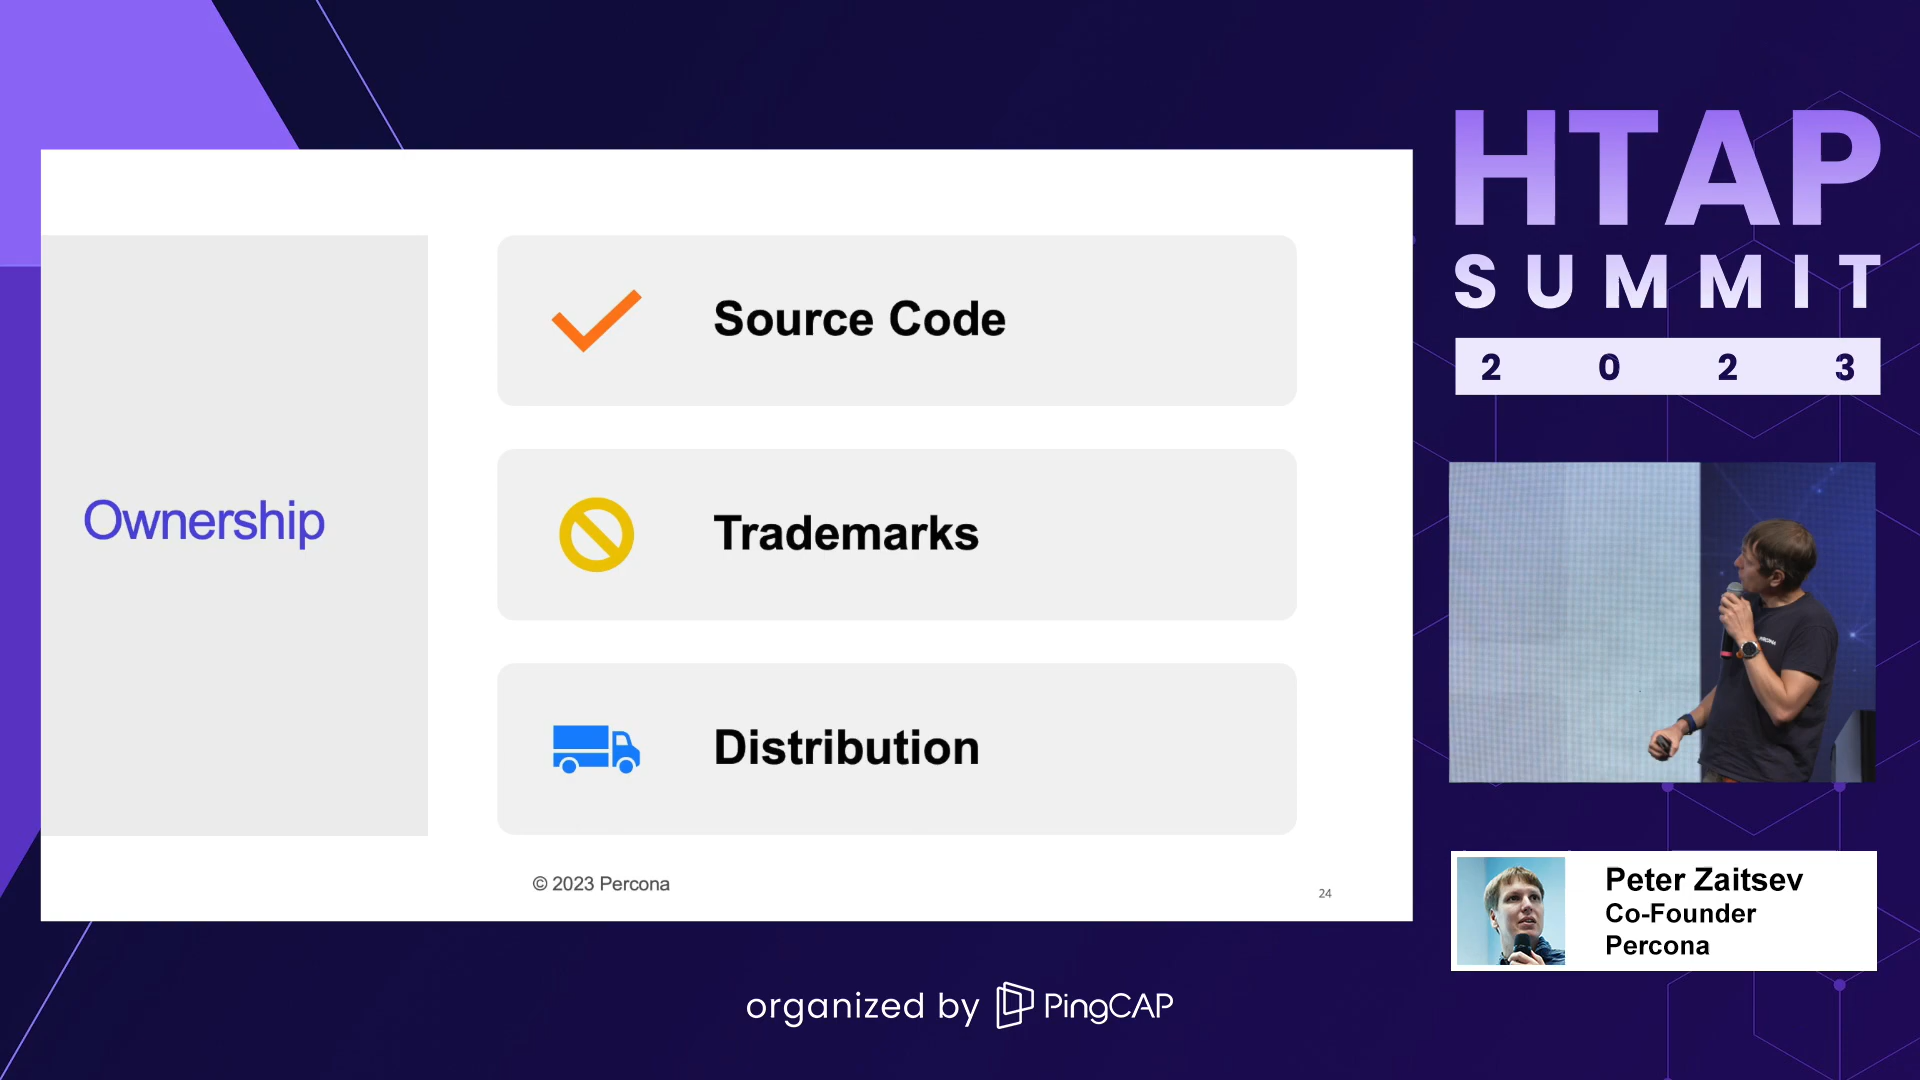 HTAP
SUMMIT
2023
Ownership
Source Code
Trademarks
Distribution
© 2023 Percona
24
Peter Zaitsev
Co-Founder
Percona
organized by PingCAP